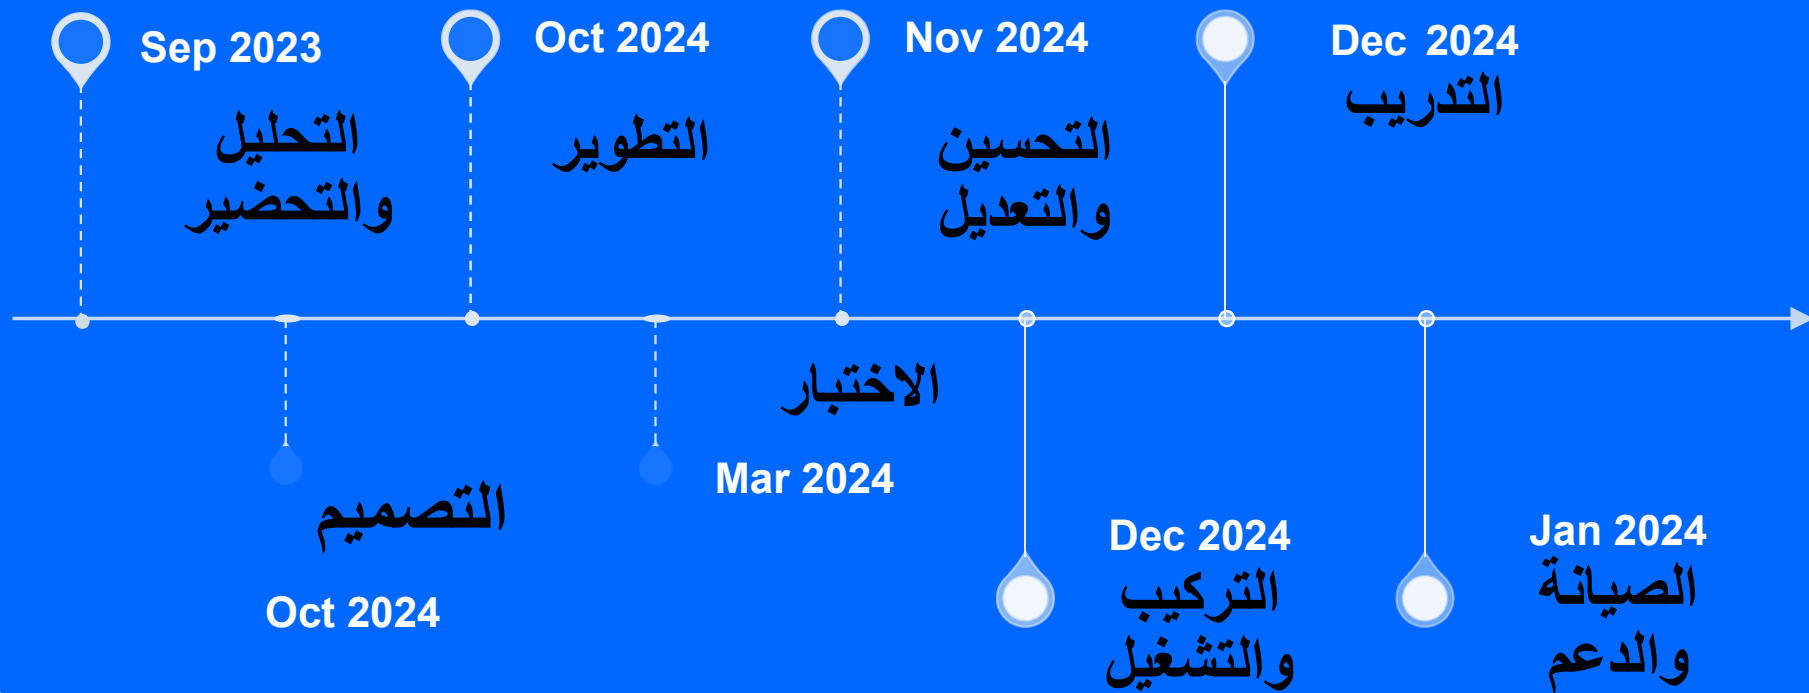 Sep 2023
التحليل
والتحضير
Oct 2024
التطوير
Nov 2024
التحسين
والتعديل
Dec 2024
التدريب
التصميم
Oct 2024
الاختبار
Mar 2024
Dec 2024
التركيب
والتشغيل
Jan 2024
الصيانة
والدعم